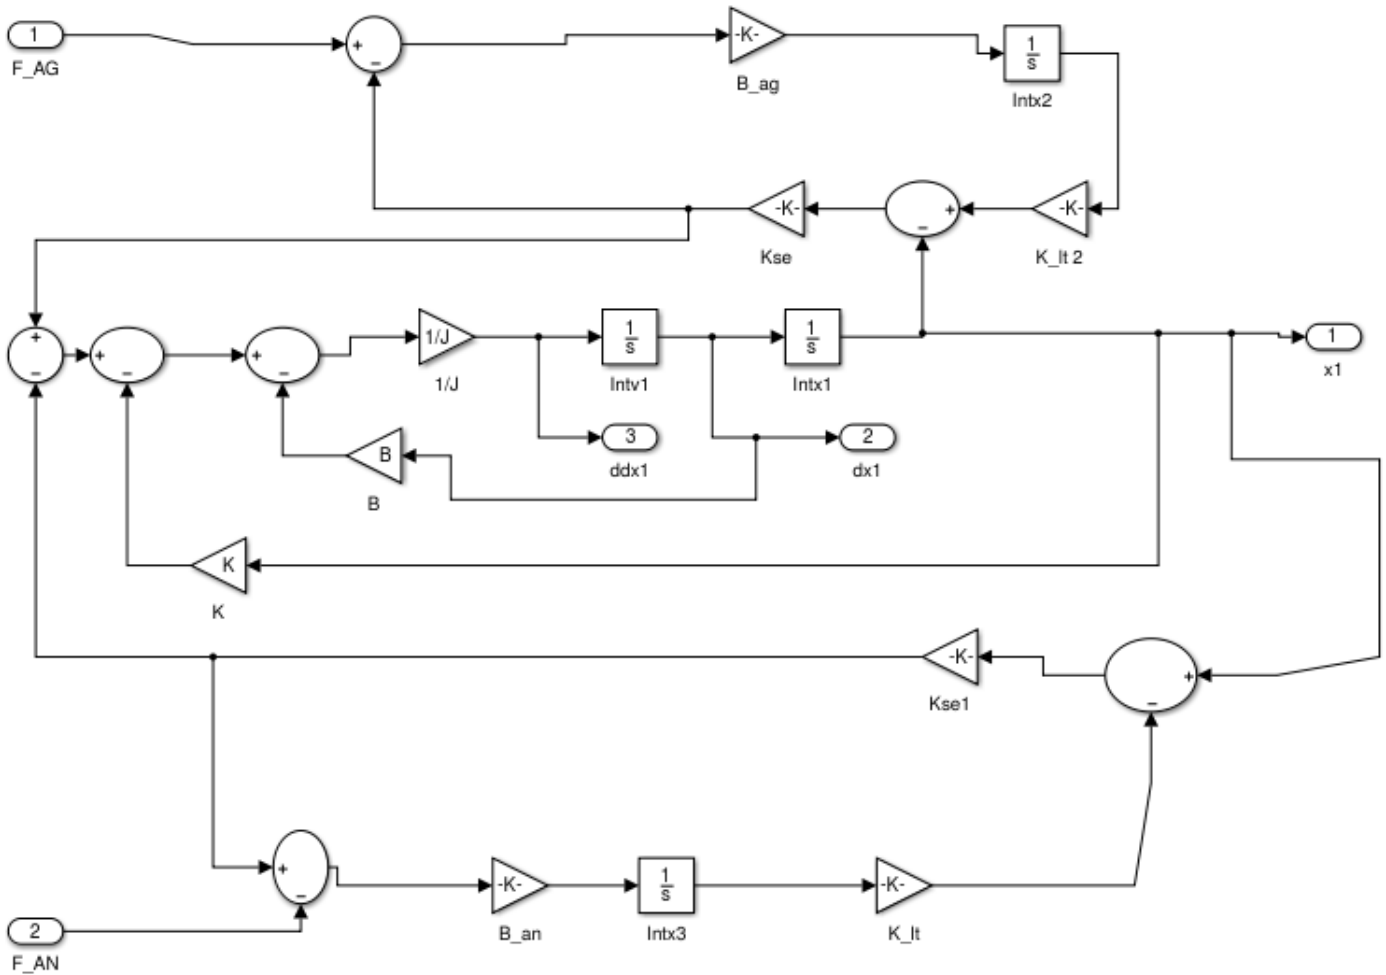 1
F_AG
+
−
-K-
B_ag
1
s
Intx2
-K-
Kse
+
−
-K-
K_lt 2
+
−
+
−
+
−
1/J
1/J
1
s
Intv1
1
s
Intx1
1
x1
3
ddx1
2
dx1
B
B
K
K
-K-
Kse1
+
−
+
−
-K-
B_an
1
s
Intx3
-K-
K_lt
2
F_AN